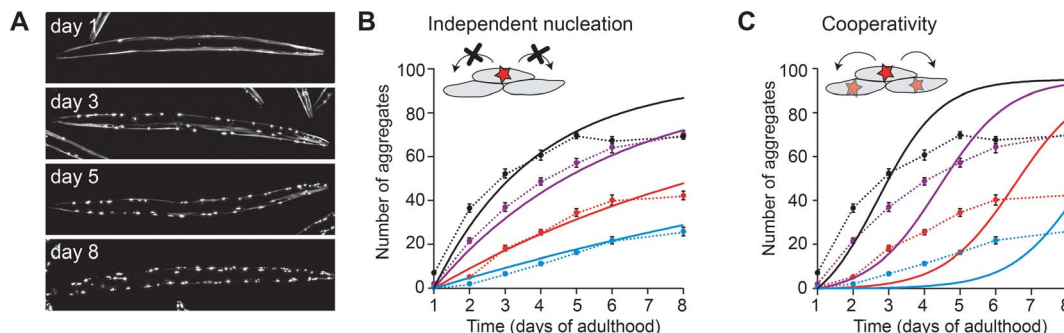 A
day 1
day 3
day 5
day 8
B
Independent nucleation
Number of aggregates
100
80
60
40
20
0
1 2 3 4 5 6 7 8
Time (days of adulthood)
C
Cooperativity
Number of aggregates
100
80
60
40
20
0
1 2 3 4 5 6 7 8
Time (days of adulthood)